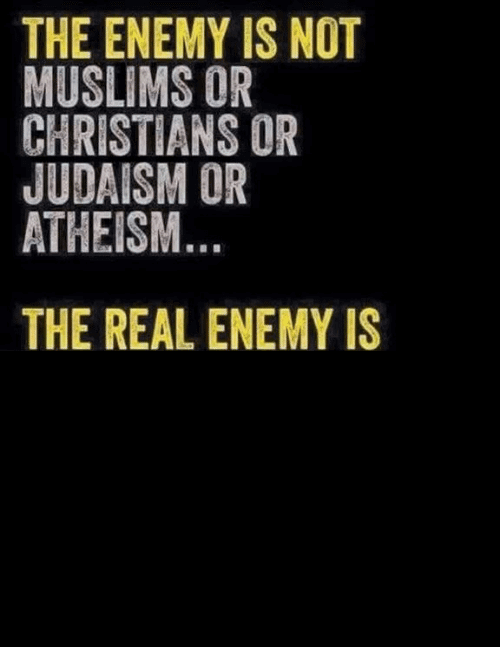 THE ENEMY IS NOT
MUSLIMS OR
CHRISTIANS OR
JUDAISM OR
ATHEISM...
THE REAL ENEMY IS